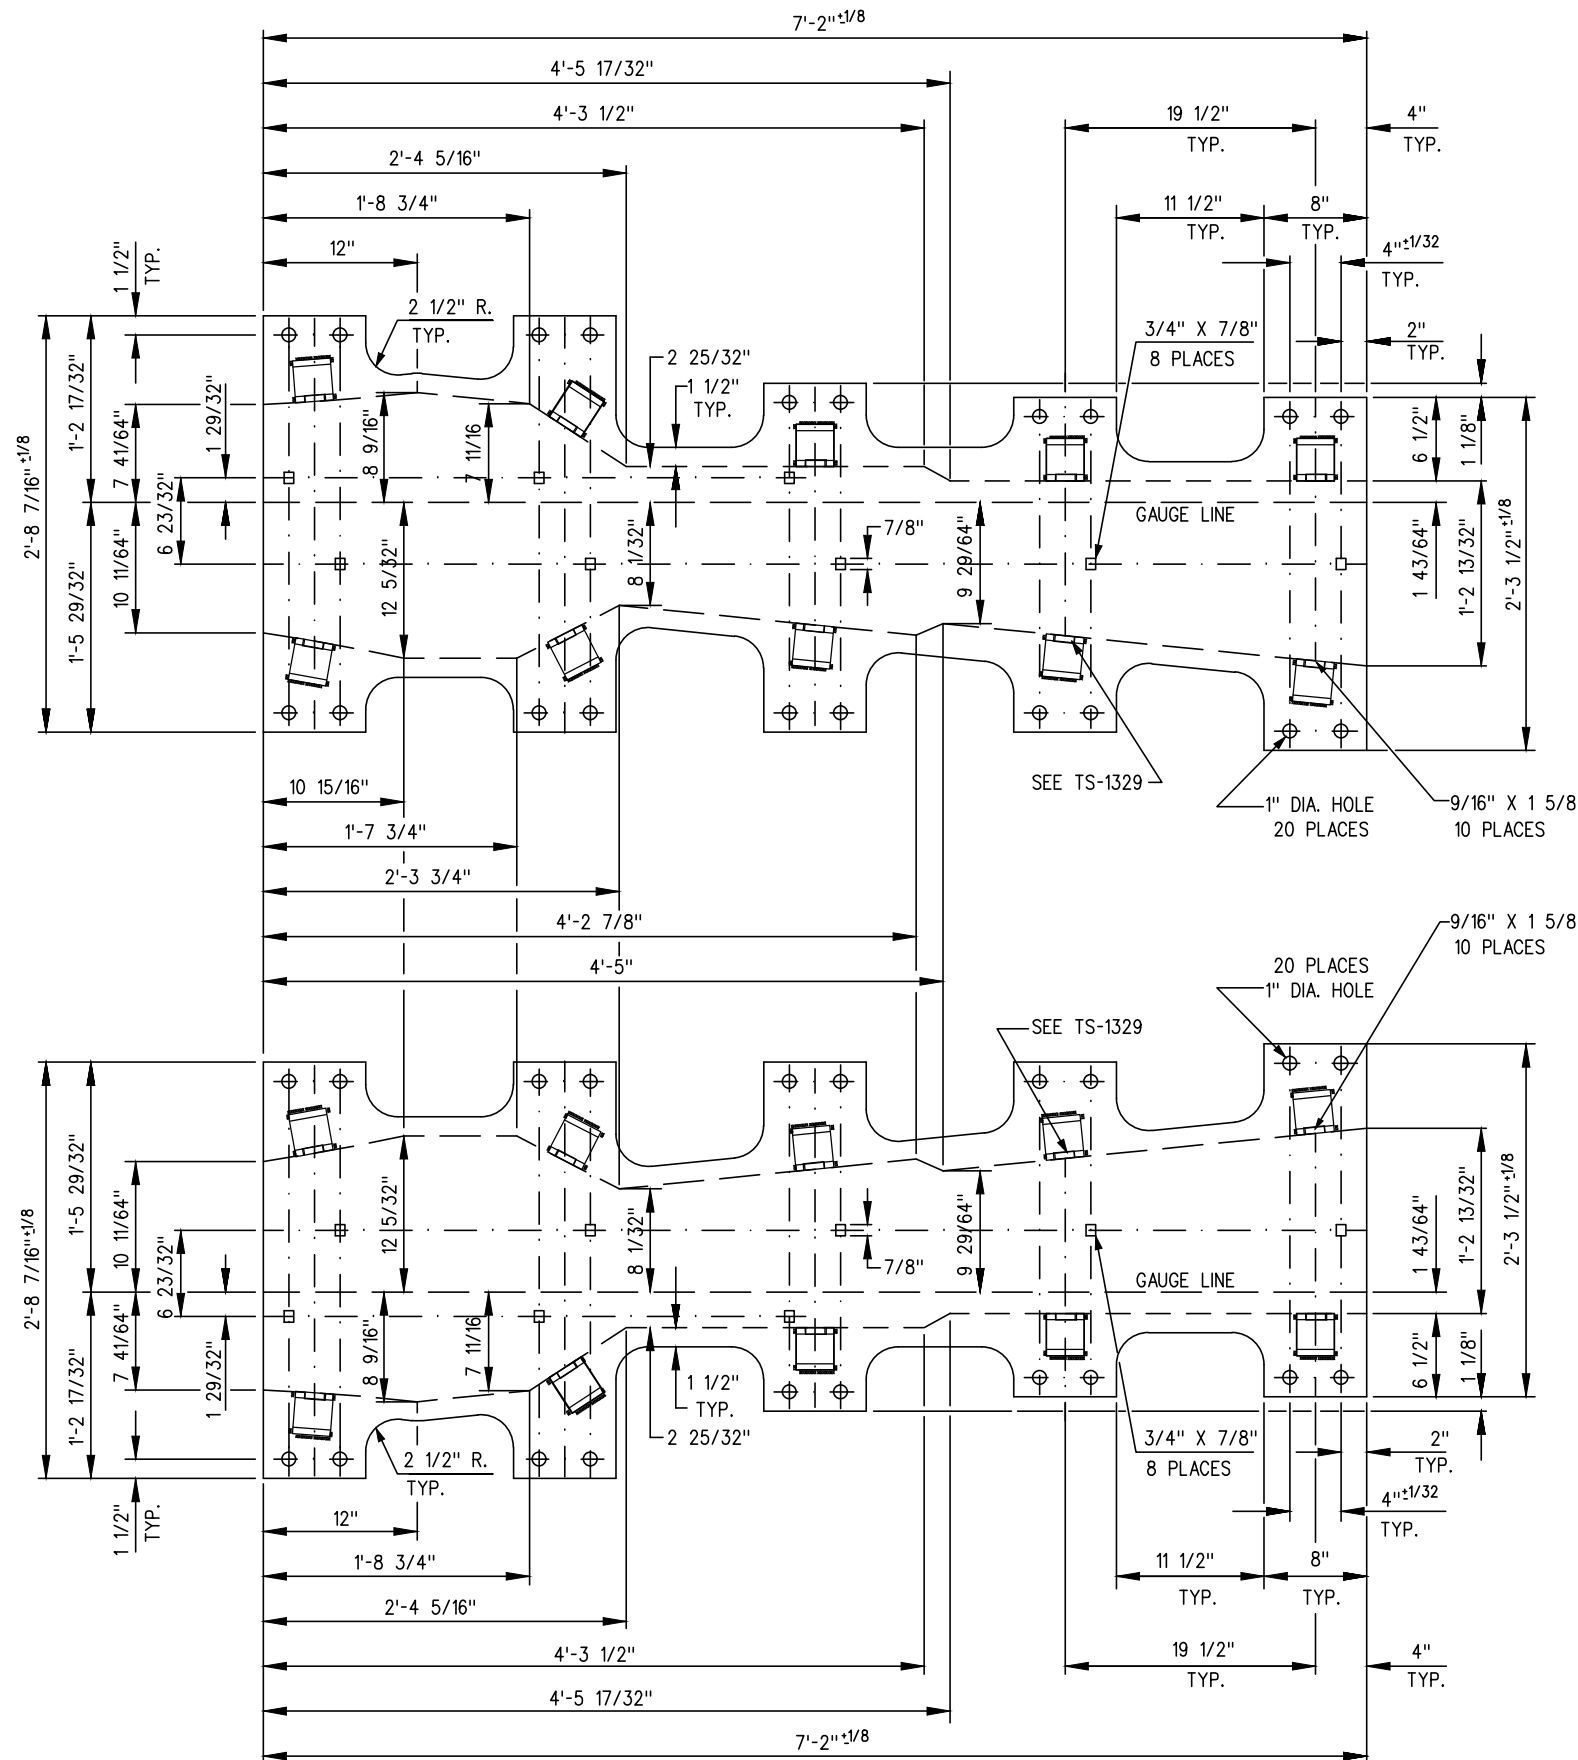 7'-2"±1/8
4'-5 17/32"
4'-3 1/2"
19 1/2"
TYP.
4"
TYP.
2'-4 5/16"
1'-8 3/4"
11 1/2"
TYP.
8"
TYP.
12"
4"±1/32
TYP.
1 1/2"
TYP.
2 1/2" R.
TYP.
3/4" X 7/8"
8 PLACES
2"
TYP.
2 25/32"
1 1/2"
TYP.
2'-8 7/16" ±1/8
1'-2 17/32"
7 41/64"
1 29/32"
8 9/16"
7 11/16
6 1/2"
1 1/8"
6 23/32"
GAUGE LINE
7/8"
1'-5 29/32"
10 11/64"
12 5/32"
8 1/32"
9 29/64"
1 43/64"
1'-2 13/32"
2'-3 1/2"±1/8
SEE TS-1329
10 15/16"
1" DIA. HOLE
20 PLACES
9/16" X 1 5/8
10 PLACES
1'-7 3/4"
2'-3 3/4"
4'-2 7/8"
4'-5"
9/16" X 1 5/8
10 PLACES
20 PLACES
1" DIA. HOLE
SEE TS-1329
2'-8 7/16"±1/8
1'-5 29/32"
10 11/64"
6 23/32"
12 5/32"
8 1/32"
9 29/64"
7/8"
GAUGE LINE
1 43/64"
1'-2 13/32"
2'-3 1/2"±1/8
1'-2 17/32"
7 41/64"
1 29/32"
8 9/16"
7 11/16
6 1/2"
1 1/8"
1 1/2"
TYP.
2 25/32"
3/4" X 7/8"
8 PLACES
2"
TYP.
2 1/2" R.
TYP.
1 1/2"
TYP.
4"±1/32
TYP.
12"
1'-8 3/4"
11 1/2"
TYP.
8"
TYP.
2'-4 5/16"
4'-3 1/2"
19 1/2"
TYP.
4"
TYP.
4'-5 17/32"
7'-2"±1/8